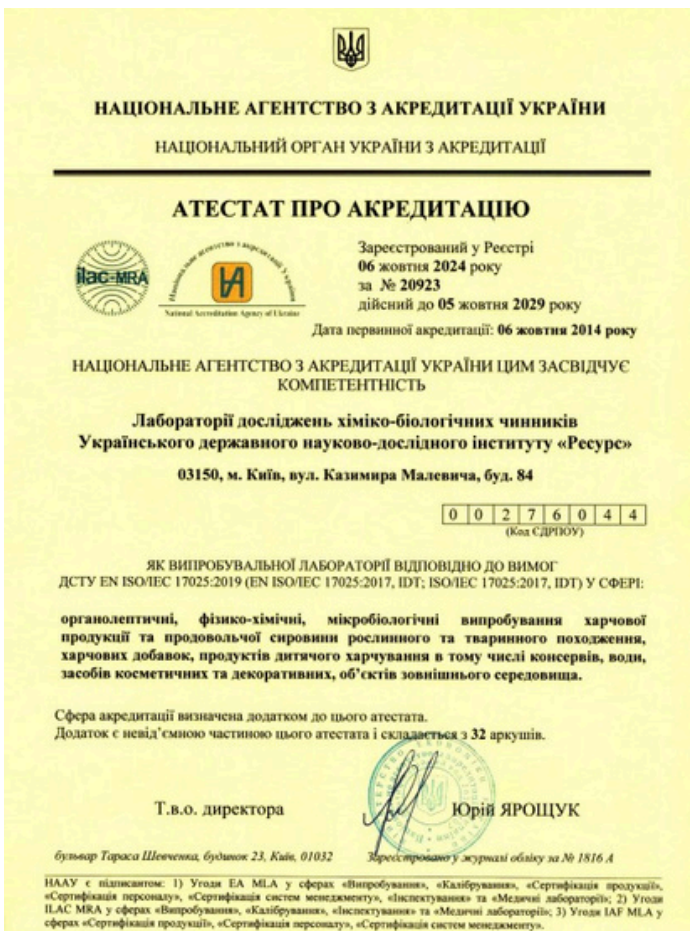 НАЦІОНАЛЬНЕ АГЕНТСТВО З АКРЕДИТАЦІЇ УКРАЇНИ
НАЦІОНАЛЬНИЙ ОРГАН УКРАЇНИ З АКРЕДИТАЦІЇ
АТЕСТАТ ПРО АКРЕДИТАЦІЮ
ilac-MRA
Національне агентство з акредитації України
НА
National Accreditation Agency of Ukraine
Зареєстрований у Реєстрі
06 жовтня 2024 року
за № 20923
дійсний до 05 жовтня 2029 року
Дата первинної акредитації: 06 жовтня 2014 року
НАЦІОНАЛЬНЕ АГЕНТСТВО З АКРЕДИТАЦІЇ УКРАЇНИ ЦИМ ЗАСВІДЧУЄ
КОМПЕТЕНТНІСТЬ
Лабораторії досліджень хіміко-біологічних чинників
Українського державного науково-дослідного інституту «Ресурс»
03150, м. Київ, вул. Казимира Малевича, буд. 84
0 0 2 7 6 0 4 4
(Код ЄДРПОУ)
ЯК ВИПРОБУВАЛЬНОЇ ЛАБОРАТОРІЇ ВІДПОВІДНО ДО ВИМОГ
ДСТУ EN ISO/IEC 17025:2019 (EN ISO/IEC 17025:2017, IDT; ISO/IEC 17025:2017, IDT) У СФЕРІ:
органолептичні, фізико-хімічні, мікробіологічні випробування харчової
продукції та продовольчої сировини рослинного та тваринного походження,
харчових добавок, продуктів дитячого харчування в тому числі консервів, води,
засобів косметичних та декоративних, об’єктів зовнішнього середовища.
Сфера акредитації визначена додатком до цього атестата.
Додаток є невід’ємною частиною цього атестата і складається з 32 аркушів.
Т.в.о. директора
Юрій ЯРОЩУК
бульвар Тараса Шевченка, будинок 23, Київ, 01032
Зареєстровано у журналі обліку за № 1816 А
НААУ є підписантом: 1) Угоди EA MLA у сферах «Випробування», «Калібрування», «Сертифікація продукції»,
«Сертифікація персоналу», «Сертифікація систем менеджменту», «Інспектування» та «Медичні лабораторії»; 2) Угоди
ILAC MRA у сферах «Випробування», «Калібрування», «Інспектування» та «Медичні лабораторії»; 3) Угоди IAF MLA у
сферах «Сертифікація продукції», «Сертифікація персоналу», «Сертифікація систем менеджменту».